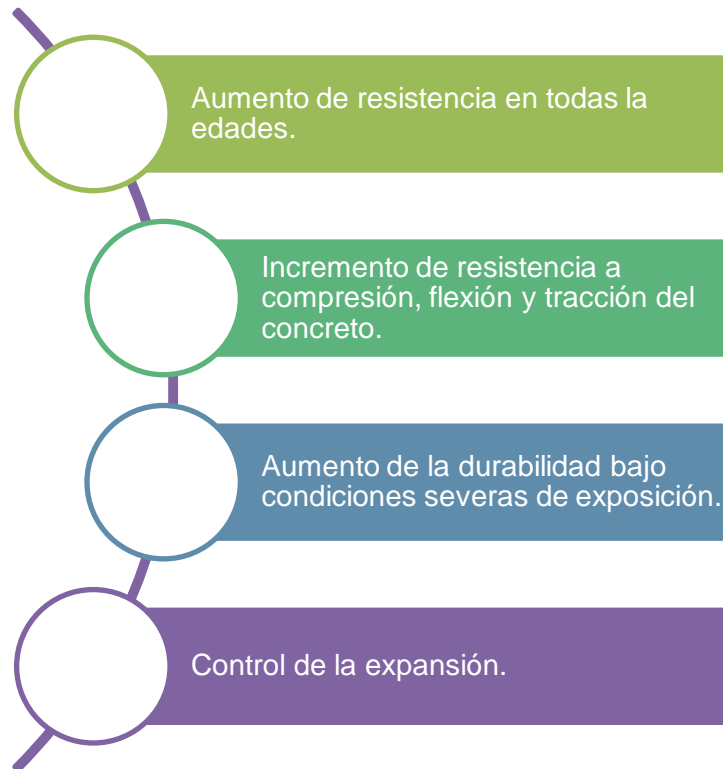 Aumento de resistencia en todas la
edades.
Incremento de resistencia a
compresión, flexión y tracción del
concreto.
Aumento de la durabilidad bajo
condiciones severas de exposición.
Control de la expansión.